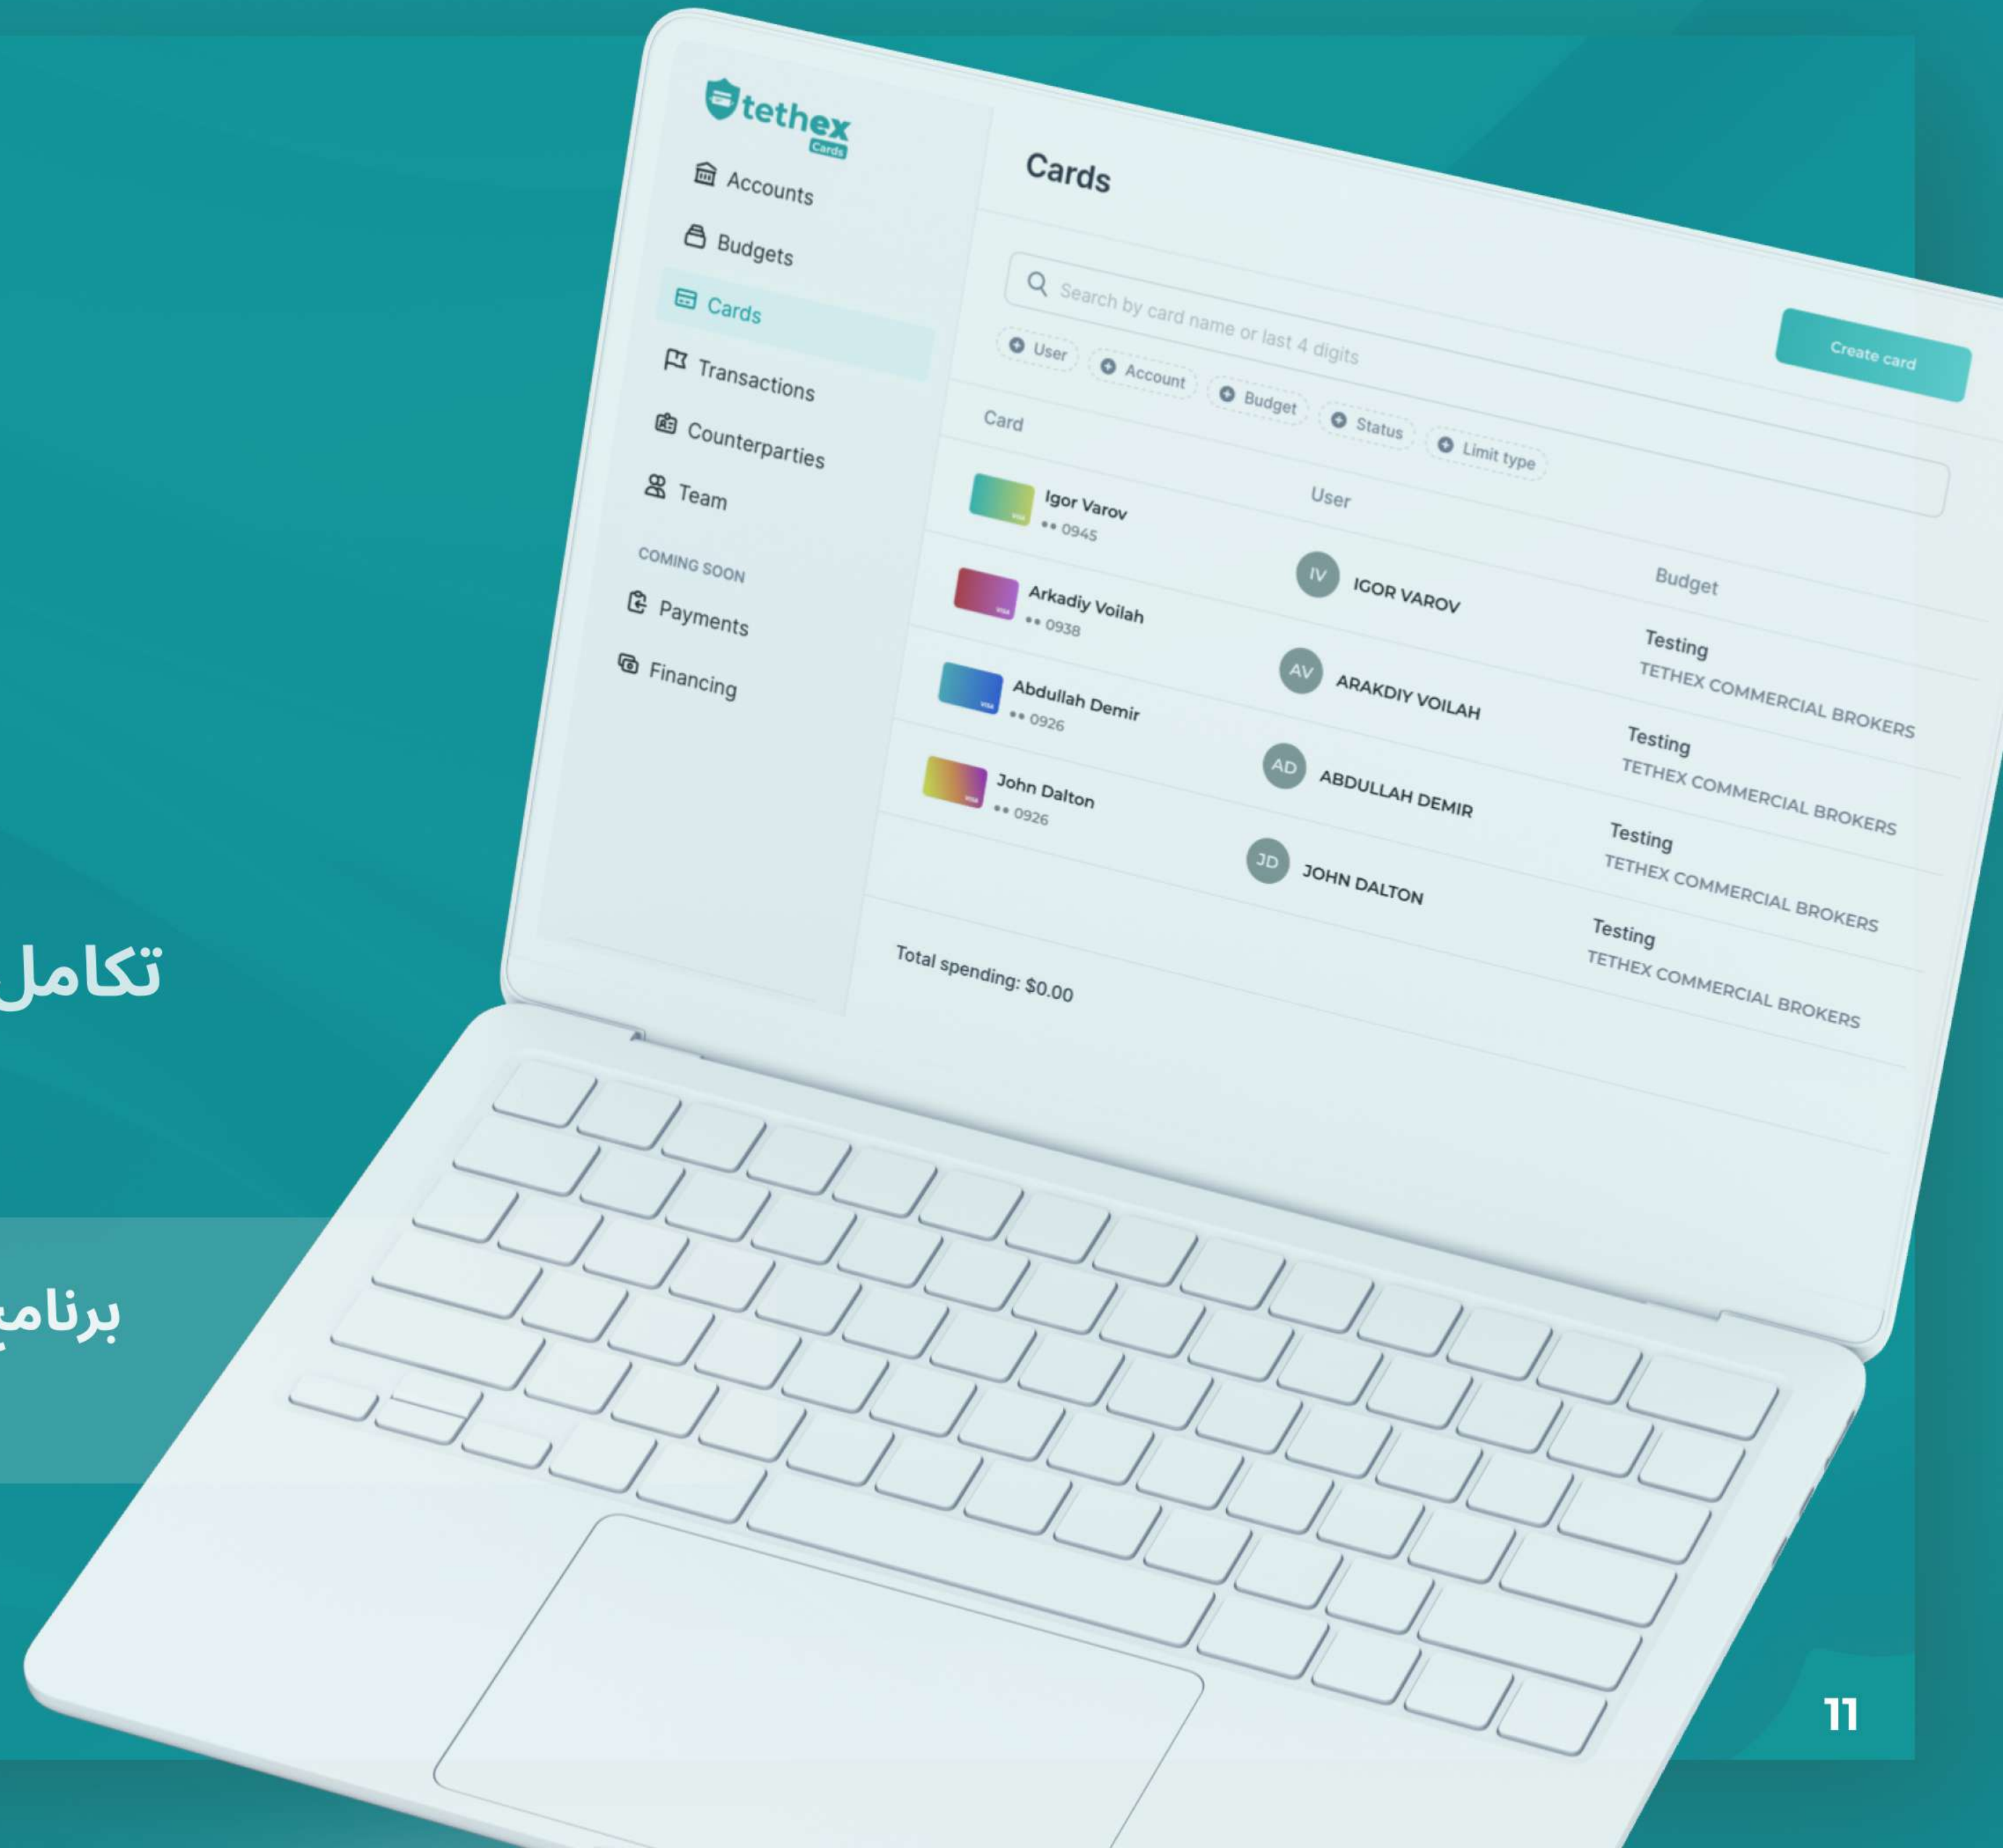 tethex
Cards
Accounts
Budgets
Cards
Transactions
Counterparties
Team
COMING SOON
Payments
Financing
Cards
Create card
Search by card name or last 4 digits
User Account Budget Status Limit type
Card User Budget
Igor Varov
•• 0945
IV IGOR VAROV
Testing
TETHEX COMMERCIAL BROKERS
Arkadiy Voilah
•• 0938
AV ARAKDIY VOILAH
Testing
TETHEX COMMERCIAL BROKERS
Abdullah Demir
•• 0926
AD ABDULLAH DEMIR
Testing
TETHEX COMMERCIAL BROKERS
John Dalton
•• 0926
JD JOHN DALTON
Testing
TETHEX COMMERCIAL BROKERS
Total spending: $0.00
تكامل
11